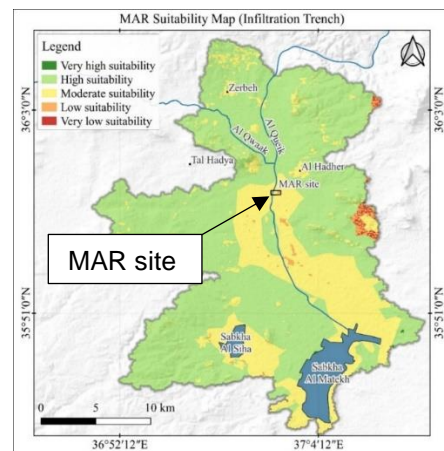 MAR Suitability Map (Infiltration Trench)
Legend
Very high suitability
High suitability
Moderate suitability
Low suitability
Very low suitability
Zerbeh
Al Queik
Al Qwaak
Tal Hadya
Al Hadher
MAR site
MAR site
Sabkha
Al Siha
Sabkha
Al Matekh
0 5 10 km
36°3'0"N
35°51'0"N
36°3'0"N
35°51'0"N
36°52'12"E
37°4'12"E